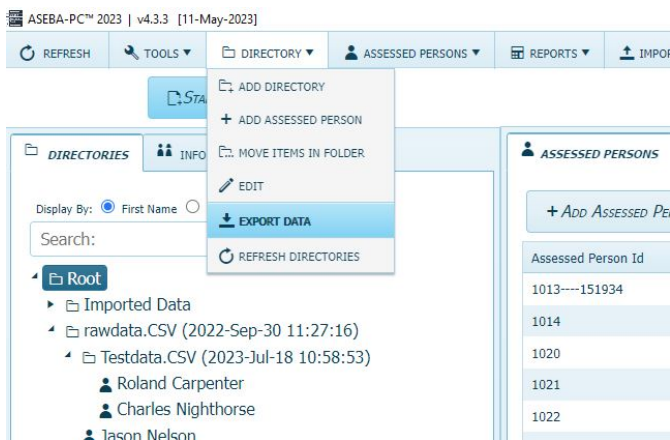 ASEBA-PC™ 2023 | v4.3.3 [11-May-2023]
REFRESH TOOLS ▼ DIRECTORY ▼ ASSESSED PERSONS ▼ REPORTS ▼
ADD DIRECTORY
ADD ASSESSED PERSON
MOVE ITEMS IN FOLDER
EDIT
EXPORT DATA
REFRESH DIRECTORIES
DIRECTORIES
Display By: First Name
Search:
Root
Imported Data
rawdata.CSV (2022-Sep-30 11:27:16)
Testdata.CSV (2023-Jul-18 10:58:53)
Roland Carpenter
Charles Nighthorse
Jason Nelson
ASSESSED PERSONS
+ ADD ASSESSED
Assessed Person Id
1013----151934
1014
1020
1021
1022